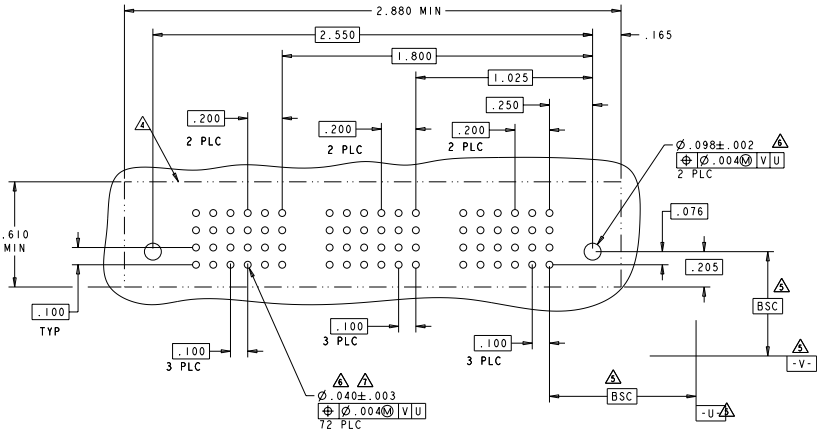 2.880 MIN
2.550
.165
1.800
1.025
.250
.200
2 PLC
.200
2 PLC
.200
2 PLC
4
Ø.098±.002 6
⌖ Ø.004Ⓜ V U
2 PLC
.610
MIN
.076
.205
.100
TYP
BSC 5
.100
3 PLC
.100
3 PLC
.100
3 PLC
5
-V-
6 7
Ø.040±.003
⌖ Ø.004Ⓜ V U
72 PLC
5
BSC
-U-